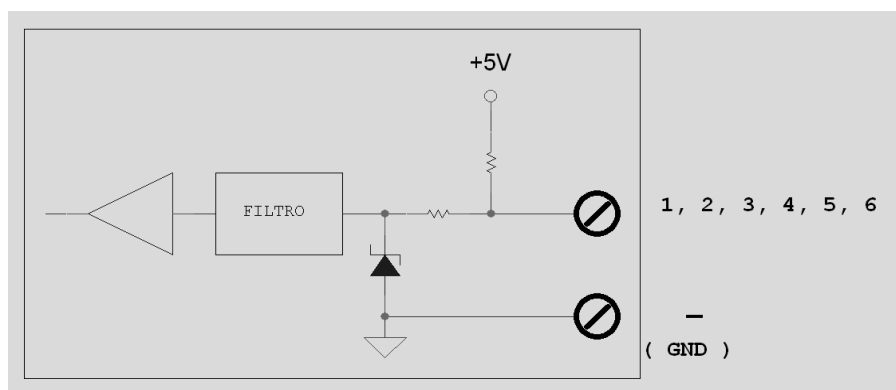 +5V
FILTRO
1, 2, 3, 4, 5, 6
–
( GND )